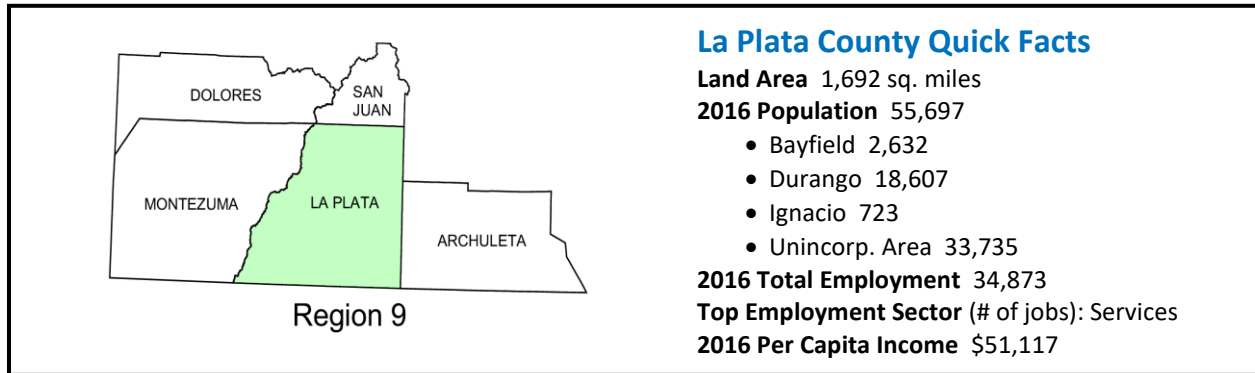 DOLORES
SAN
JUAN
MONTEZUMA
LA PLATA
ARCHULETA
Region 9
La Plata County Quick Facts
Land Area 1,692 sq. miles
2016 Population 55,697
• Bayfield 2,632
• Durango 18,607
• Ignacio 723
• Unincorp. Area 33,735
2016 Total Employment 34,873
Top Employment Sector (# of jobs): Services
2016 Per Capita Income $51,117